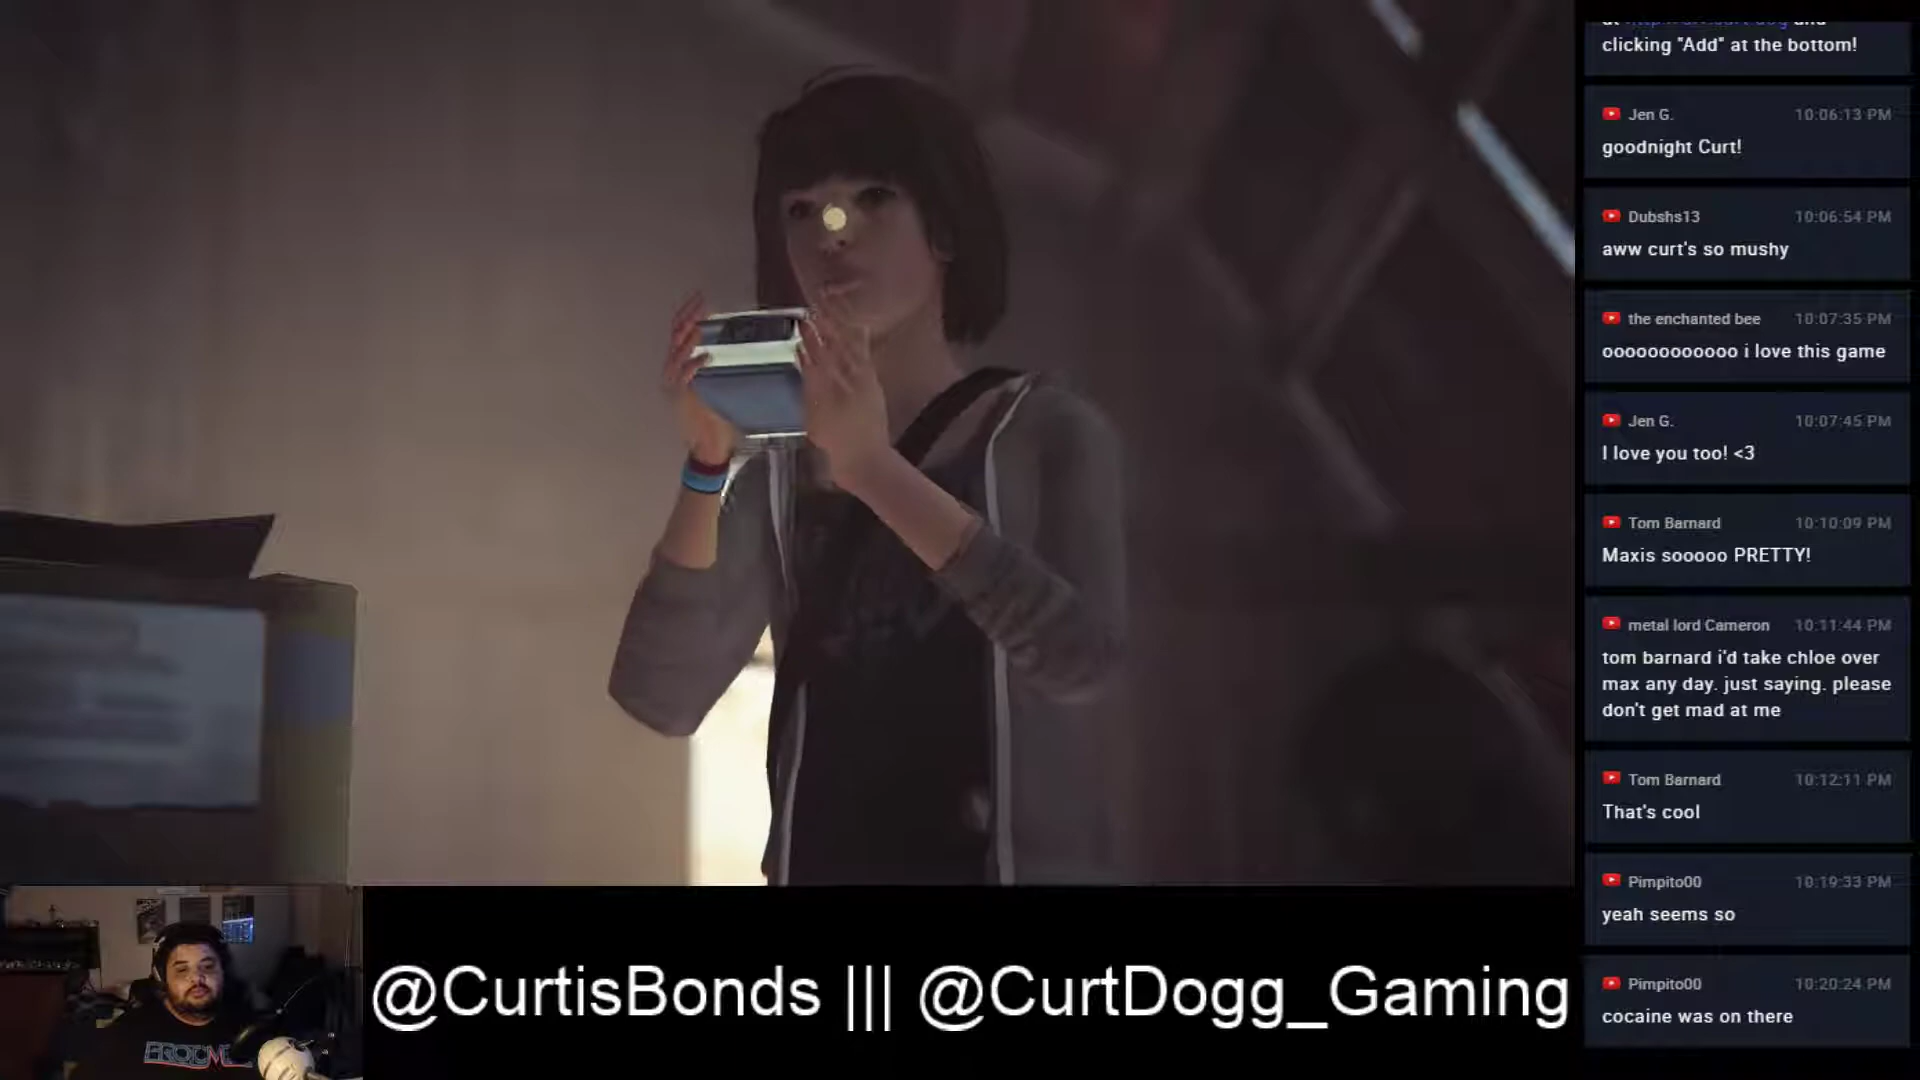 clicking "Add" at the bottom!
Jen G. 10:06:13 PM
goodnight Curt!
Dubshs13 10:06:54 PM
aww curt's so mushy
the enchanted bee 10:07:35 PM
oooooooooooo i love this game
Jen G. 10:07:45 PM
I love you too! <3
Tom Barnard 10:10:09 PM
Maxis sooooo PRETTY!
metal lord Cameron 10:11:44 PM
tom barnard i'd take chloe over
max any day. just saying. please
don't get mad at me
Tom Barnard 10:12:11 PM
That's cool
Pimpito00 10:19:33 PM
yeah seems so
Pimpito00 10:20:24 PM
cocaine was on there
@CurtisBonds ||| @CurtDogg_Gaming